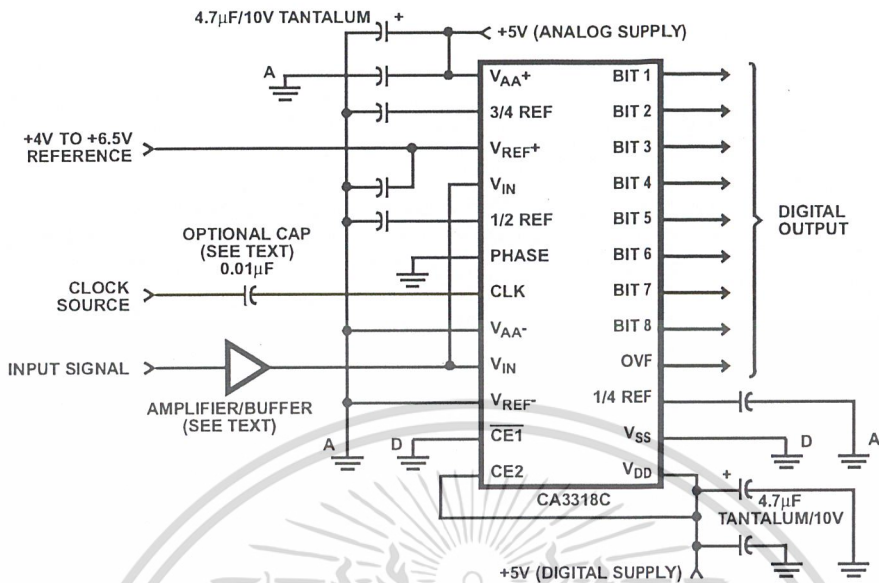 4.7μF/10V TANTALUM +
+5V (ANALOG SUPPLY)
A
VAA+
BIT 1
3/4 REF
BIT 2
+4V TO +6.5V
REFERENCE
VREF+
BIT 3
VIN
BIT 4
1/2 REF
BIT 5
DIGITAL
OUTPUT
OPTIONAL CAP
(SEE TEXT)
0.01μF
PHASE
BIT 6
CLOCK
SOURCE
CLK
BIT 7
VAA-
BIT 8
INPUT SIGNAL
VIN
OVF
AMPLIFIER/BUFFER
(SEE TEXT)
VREF-
1/4 REF
A
D
CE1
VSS
D
A
CE2
VDD
+
4.7μF
TANTALUM/10V
CA3318C
+5V (DIGITAL SUPPLY)